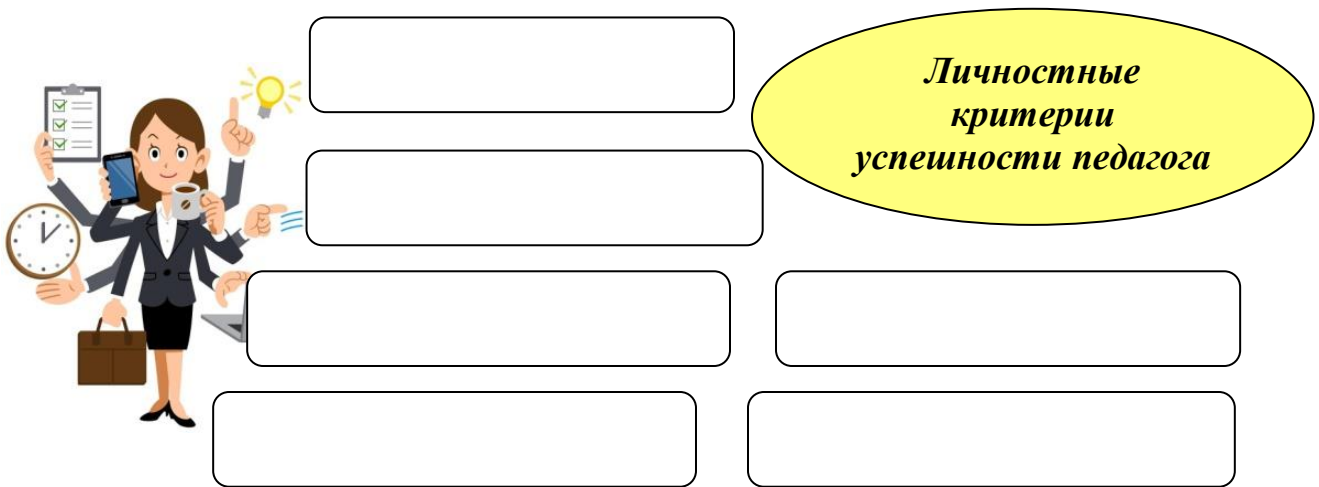 Личностные
критерии
успешности педагога